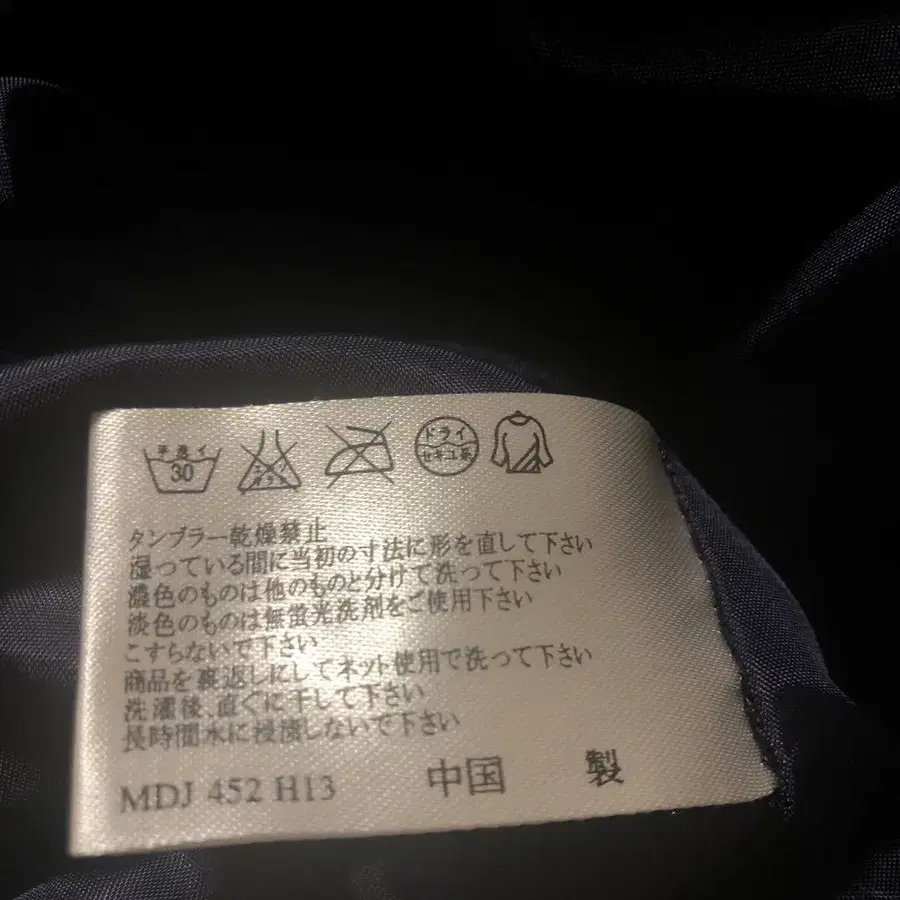 手洗イ 30 エンソサラシ ドライ セキユ系
タンブラー乾燥禁止
湿っている間に当初の寸法に形を直して下さい
濃色のものは他のものと分けて洗って下さい
淡色のものは無蛍光洗剤をご使用下さい
こすらないで下さい
商品を裏返しにしてネット使用で洗って下さい
洗濯後、直ぐに干して下さい
長時間水に浸漬しないで下さい
MDJ 452 H13 中国 製